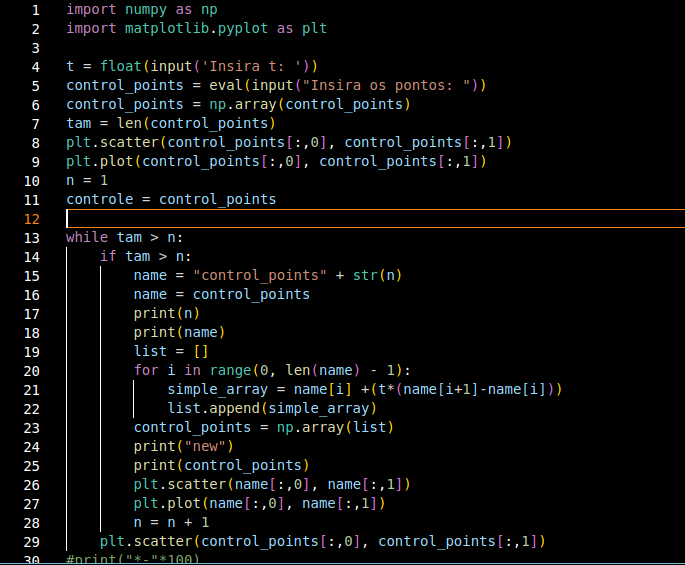 1 import numpy as np
2 import matplotlib.pyplot as plt
3
4 t = float(input('Insira t: '))
5 control_points = eval(input("Insira os pontos: "))
6 control_points = np.array(control_points)
7 tam = len(control_points)
8 plt.scatter(control_points[:,0], control_points[:,1])
9 plt.plot(control_points[:,0], control_points[:,1])
10 n = 1
11 controle = control_points
12
13 while tam > n:
14     if tam > n:
15         name = "control_points" + str(n)
16         name = control_points
17         print(n)
18         print(name)
19         list = []
20         for i in range(0, len(name) - 1):
21             simple_array = name[i] +(t*(name[i+1]-name[i]))
22             list.append(simple_array)
23         control_points = np.array(list)
24         print("new")
25         print(control_points)
26         plt.scatter(name[:,0], name[:,1])
27         plt.plot(name[:,0], name[:,1])
28         n = n + 1
29     plt.scatter(control_points[:,0], control_points[:,1])
30 #print("*-"*100)